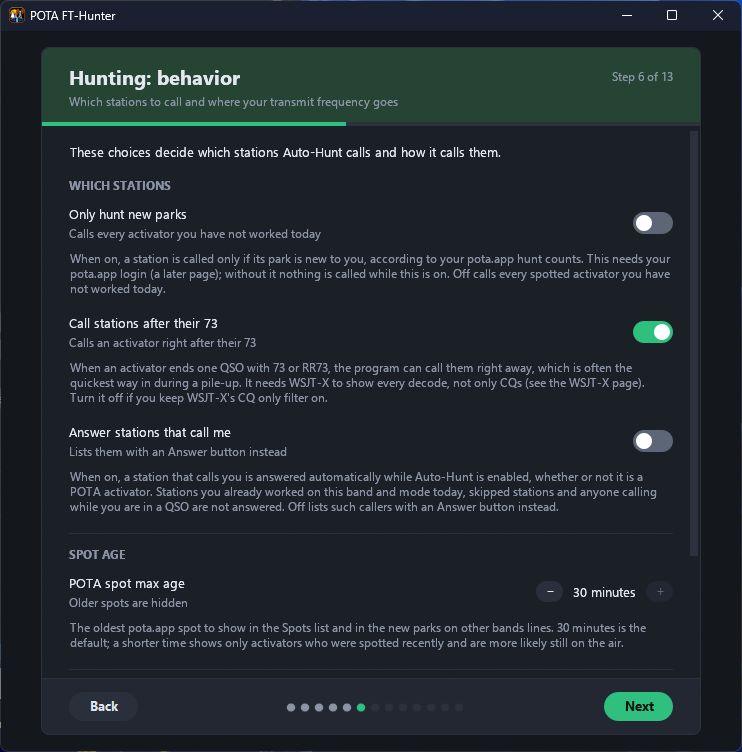 POTA FT-Hunter
Hunting: behavior
Step 6 of 13
Which stations to call and where your transmit frequency goes
These choices decide which stations Auto-Hunt calls and how it calls them.
WHICH STATIONS
Only hunt new parks
Calls every activator you have not worked today
When on, a station is called only if its park is new to you, according to your pota.app hunt counts. This needs your
pota.app login (a later page); without it nothing is called while this is on. Off calls every spotted activator you have
not worked today.
Call stations after their 73
Calls an activator right after their 73
When an activator ends one QSO with 73 or RR73, the program can call them right away, which is often the
quickest way in during a pile-up. It needs WSJT-X to show every decode, not only CQs (see the WSJT-X page).
Turn it off if you keep WSJT-X's CQ only filter on.
Answer stations that call me
Lists them with an Answer button instead
When on, a station that calls you is answered automatically while Auto-Hunt is enabled, whether or not it is a
POTA activator. Stations you already worked on this band and mode today, skipped stations and anyone calling
while you are in a QSO are not answered. Off lists such callers with an Answer button instead.
SPOT AGE
POTA spot max age
Older spots are hidden
− 30 minutes +
The oldest pota.app spot to show in the Spots list and in the new parks on other bands lines. 30 minutes is the
default; a shorter time shows only activators who were spotted recently and are more likely still on the air.
Back
Next